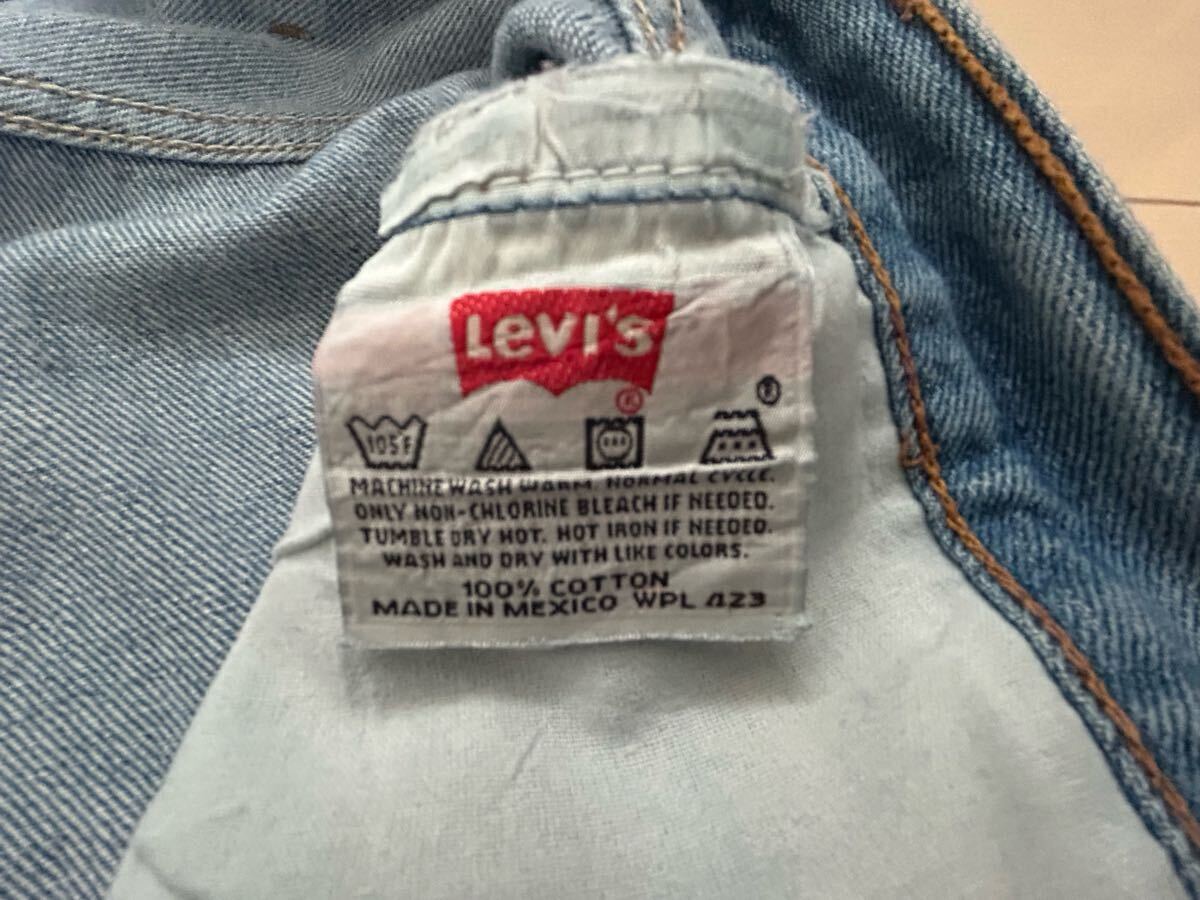 Levi's
®
®
105F
MACHINE WASH WARM, NORMAL CYCLE.
ONLY NON-CHLORINE BLEACH IF NEEDED.
TUMBLE DRY HOT. HOT IRON IF NEEDED.
WASH AND DRY WITH LIKE COLORS.
100% COTTON
MADE IN MEXICO WPL 423